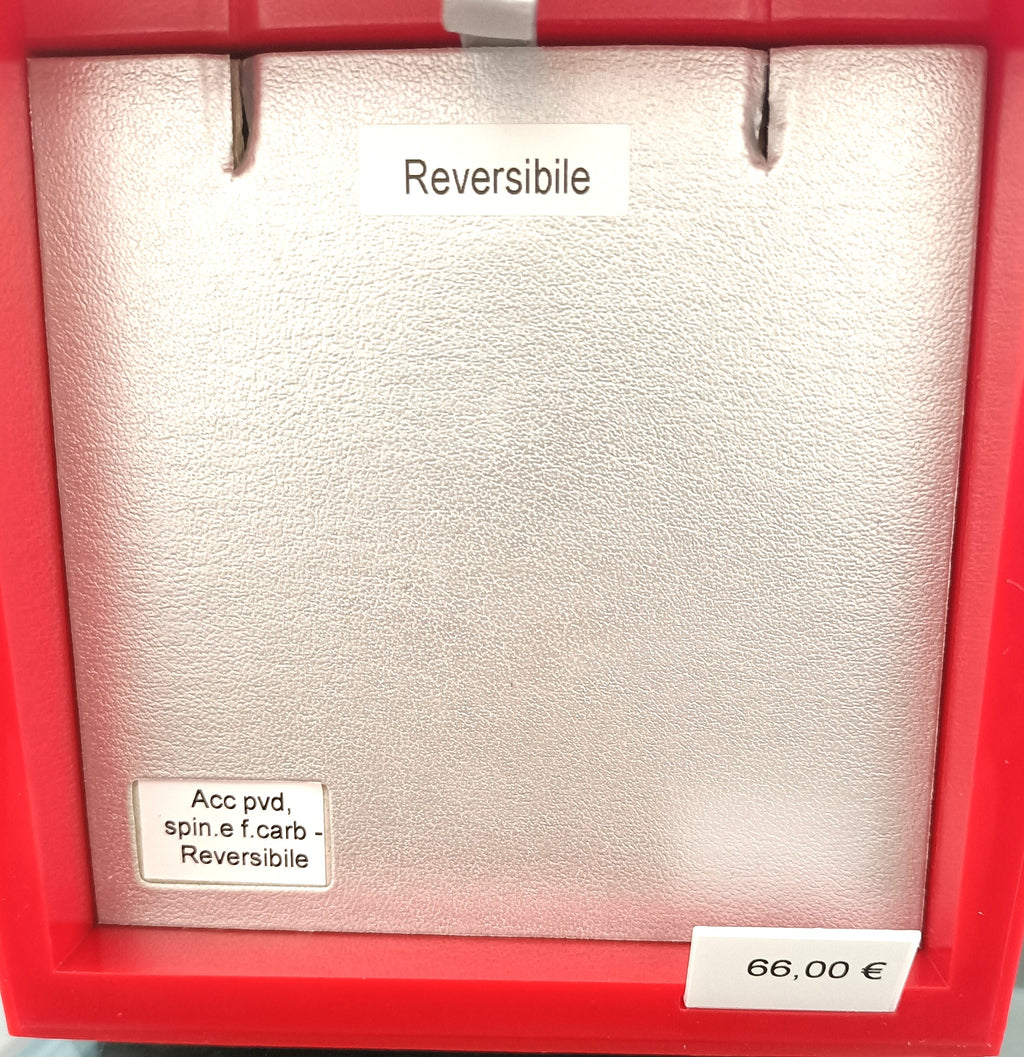 Reversibile
Acc pvd,
spin.e f.carb -
Reversibile
66,00 €